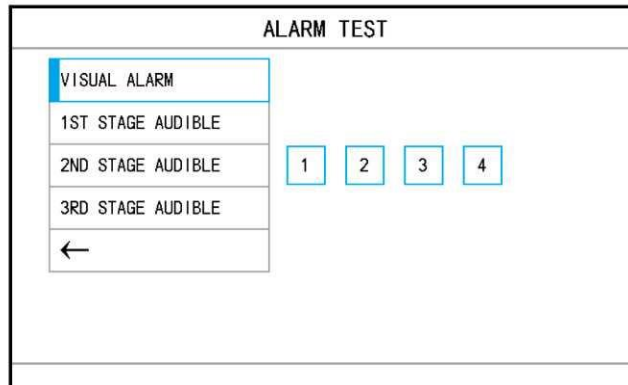 ALARM TEST
VISUAL ALARM
1ST STAGE AUDIBLE
2ND STAGE AUDIBLE 1 2 3 4
3RD STAGE AUDIBLE
←